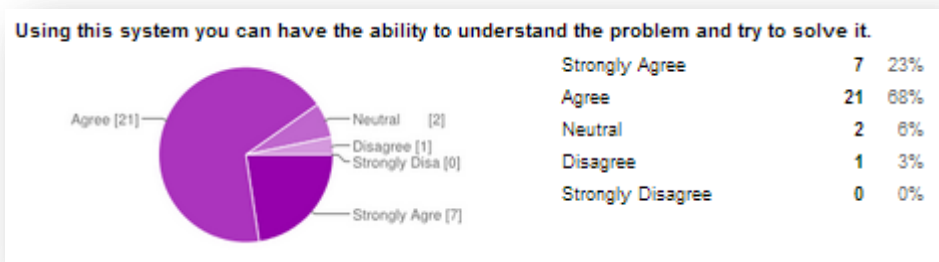 Using this system you can have the ability to understand the problem and try to solve it.
Agree [21]
Neutral [2]
Disagree [1]
Strongly Disa [0]
Strongly Agre [7]
Strongly Agree 7 23%
Agree 21 68%
Neutral 2 6%
Disagree 1 3%
Strongly Disagree 0 0%